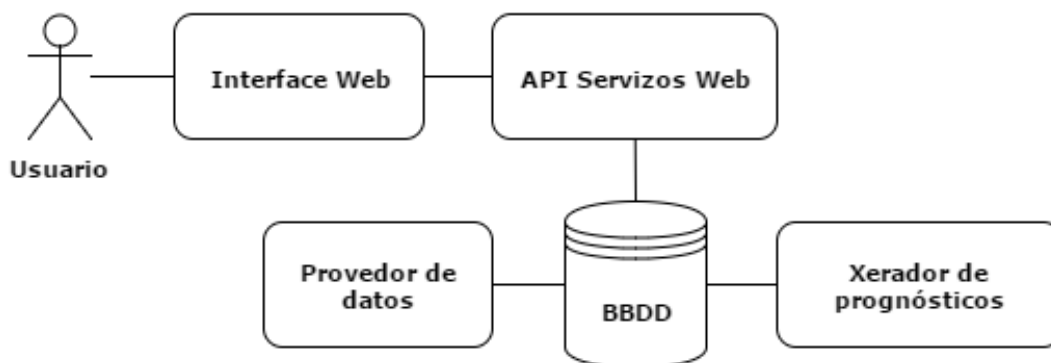 Interface Web
API Servizos Web
Usuario
Provedor de
datos
BBDD
Xerador de
prognósticos